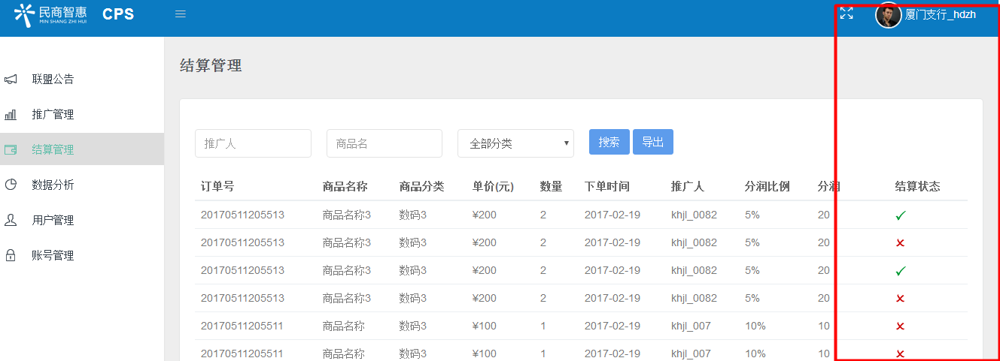 民商智惠 CPS 厦门支行_hdzh
MIN SHANG ZHI HUI
结算管理
联盟公告
推广管理
结算管理
数据分析
用户管理
账号管理
推广人 商品名 全部分类 搜索 导出
订单号 商品名称 商品分类 单价(元) 数量 下单时间 推广人 分润比例 分润 结算状态
20170511205513 商品名称3 数码3 ¥200 2 2017-02-19 khjl_0082 5% 20
20170511205513 商品名称3 数码3 ¥200 2 2017-02-19 khjl_0082 5% 20
20170511205513 商品名称3 数码3 ¥200 2 2017-02-19 khjl_0082 5% 20
20170511205513 商品名称3 数码3 ¥200 2 2017-02-19 khjl_0082 5% 20
20170511205511 商品名称 数码3 ¥100 1 2017-02-19 khjl_007 10% 10
20170511205511 商品名称 数码3 ¥100 1 2017-02-19 khjl_007 10% 10